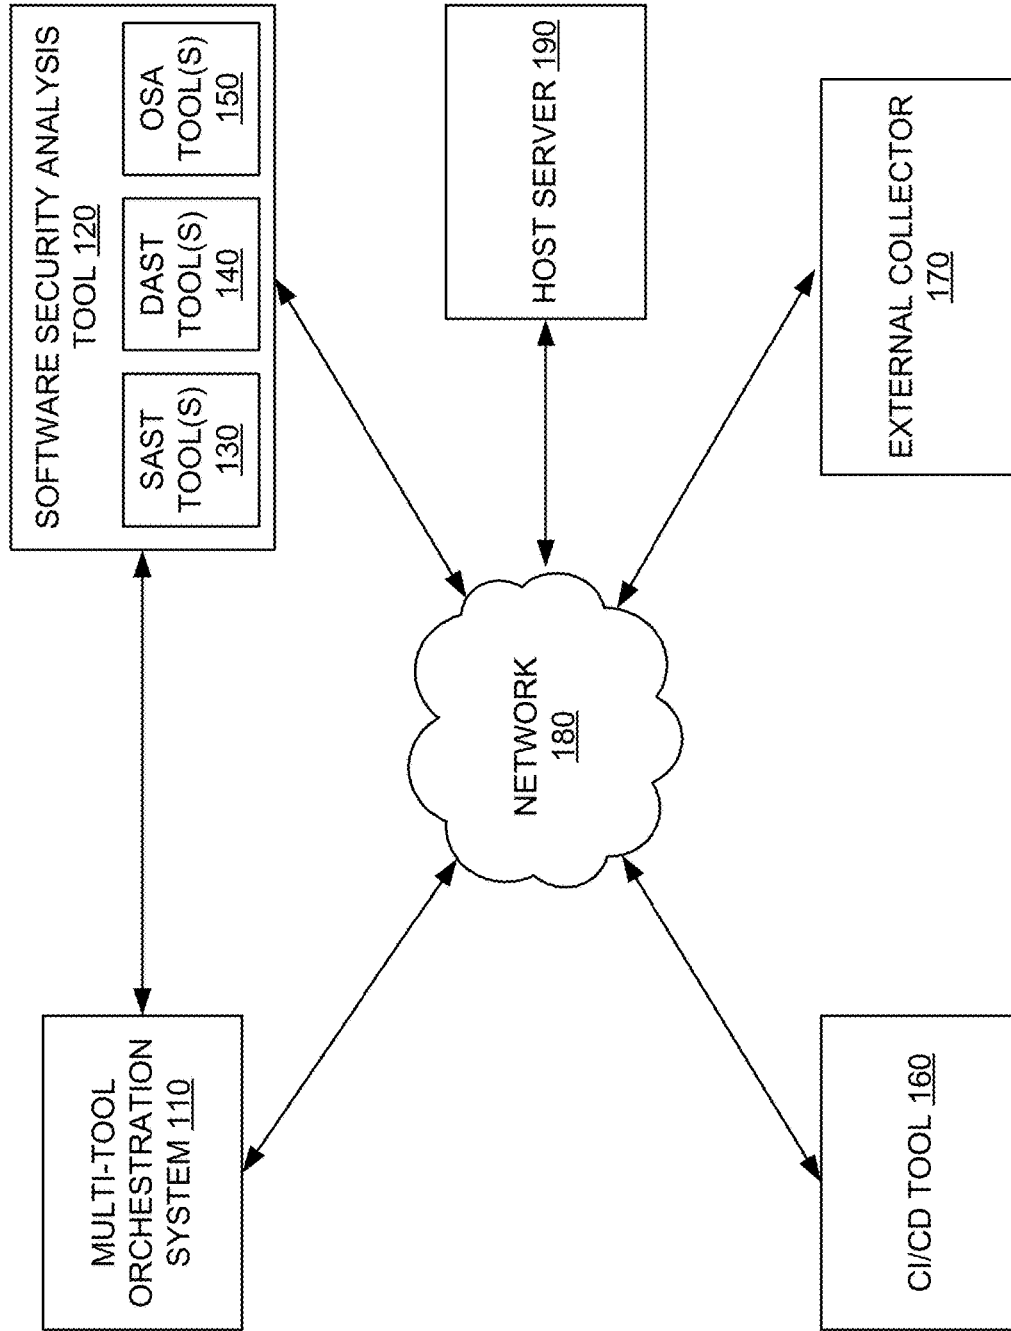 MULTI-TOOL
ORCHESTRATION
SYSTEM 110
SOFTWARE SECURITY ANALYSIS
TOOL 120
SAST
TOOL(S)
130
DAST
TOOL(S)
140
OSA
TOOL(S)
150
NETWORK
180
HOST SERVER 190
CI/CD TOOL 160
EXTERNAL COLLECTOR
170